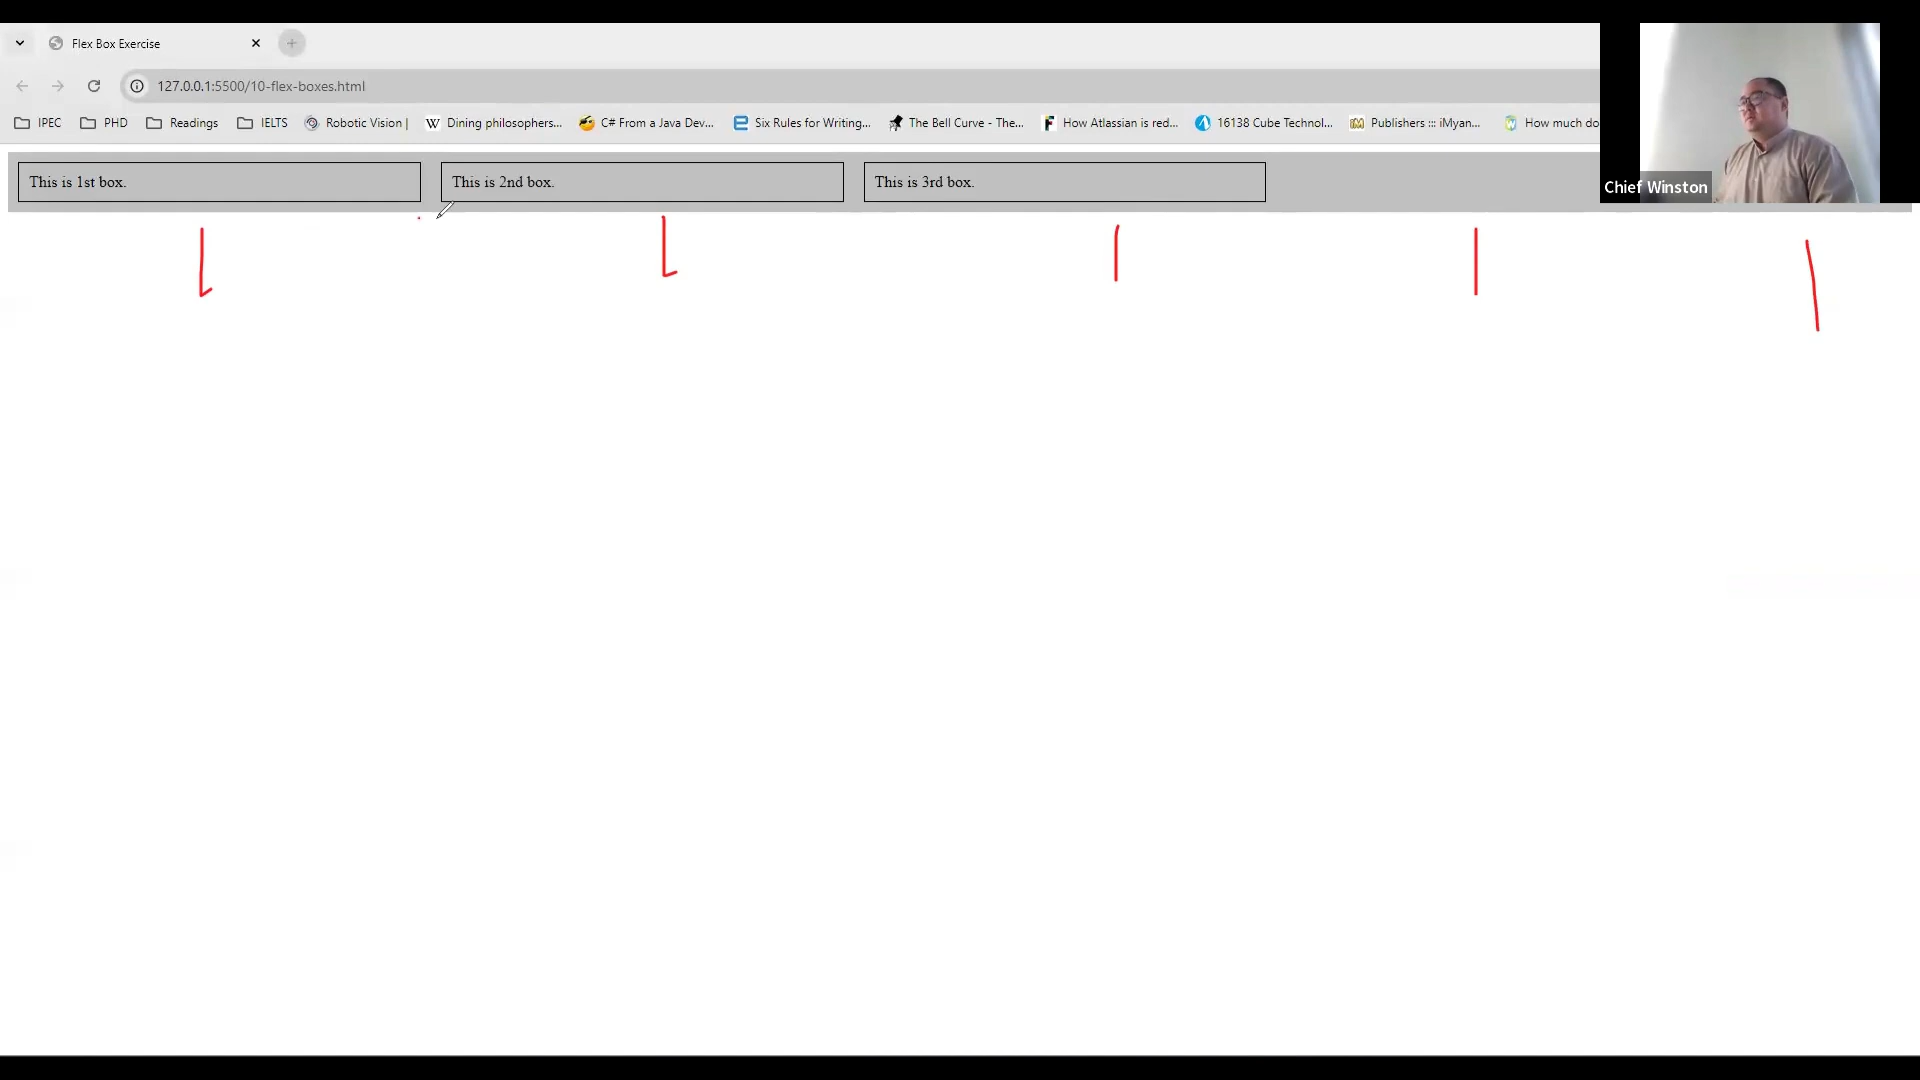 Flex Box Exercise
127.0.0.1:5500/10-flex-boxes.html
IPEC PHD Readings IELTS Robotic Vision | Dining philosophers... C# From a Java Dev... Six Rules for Writing... The Bell Curve - The... How Atlassian is red... 16138 Cube Technol... Publishers ::: iMyan... How much do
This is 1st box. This is 2nd box. This is 3rd box.
Chief Winston